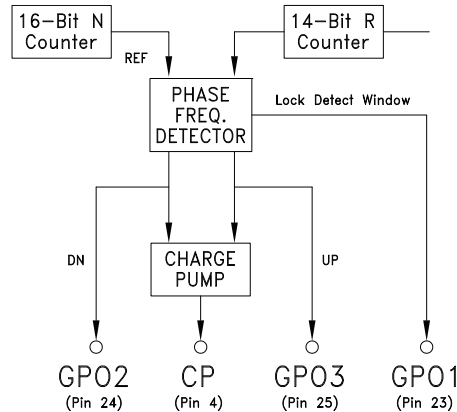 16-Bit N
Counter
14-Bit R
Counter
REF
PHASE
FREQ.
DETECTOR
Lock Detect Window
DN
CHARGE
PUMP
UP
GPO2
(Pin 24)
CP
(Pin 4)
GPO3
(Pin 25)
GPO1
(Pin 23)